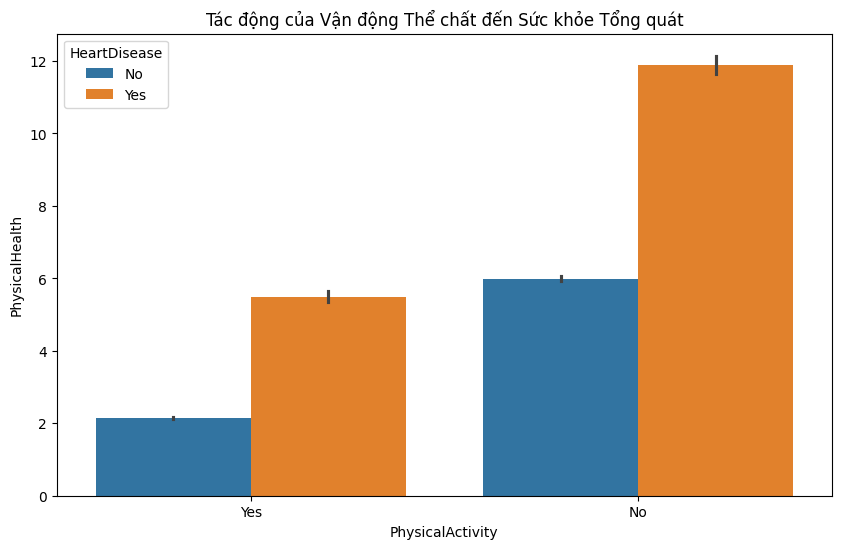 Tác động của Vận động Thể chất đến Sức khỏe Tổng quát
HeartDisease
No
Yes
12
10
8
6
4
2
0
PhysicalHealth
Yes
No
PhysicalActivity